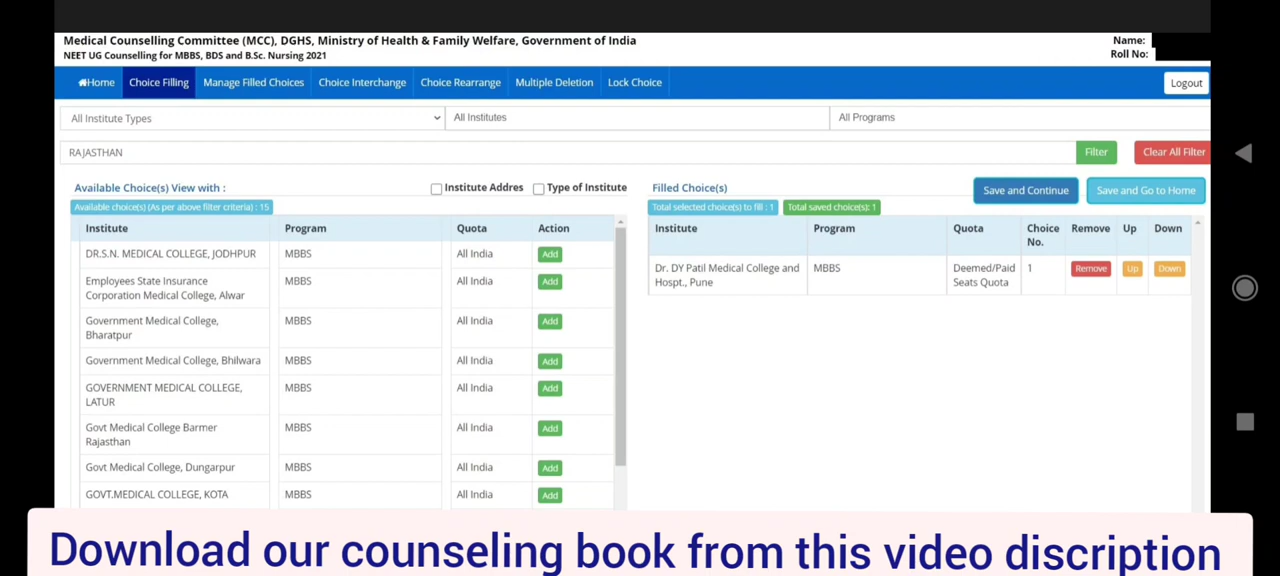 Medical Counselling Committee (MCC), DGHS, Ministry of Health & Family Welfare, Government of India
NEET UG Counselling for MBBS, BDS and B.Sc. Nursing 2021
Name:
Roll No:
Home Choice Filling Manage Filled Choices Choice Interchange Choice Rearrange Multiple Deletion Lock Choice Logout
All Institute Types All Institutes All Programs
RAJASTHAN Filter Clear All Filter
Available Choice(s) View with : Institute Addres Type of Institute
Available choice(s) (As per above filter criteria) : 15
Institute Program Quota Action
DR.S.N. MEDICAL COLLEGE, JODHPUR MBBS All India Add
Employees State Insurance MBBS All India Add
Corporation Medical College, Alwar
Government Medical College, MBBS All India Add
Bharatpur
Government Medical College, Bhilwara MBBS All India Add
GOVERNMENT MEDICAL COLLEGE, MBBS All India Add
LATUR
Govt Medical College Barmer MBBS All India Add
Rajasthan
Govt Medical College, Dungarpur MBBS All India Add
GOVT.MEDICAL COLLEGE, KOTA MBBS All India Add
Filled Choice(s) Save and Continue Save and Go to Home
Total selected choice(s) to fill : 1 Total saved choice(s): 1
Institute Program Quota Choice Remove Up Down
No.
Dr. DY Patil Medical College and MBBS Deemed/Paid 1 Remove Up Down
Hospt., Pune Seats Quota
Download our counseling book from this video discription